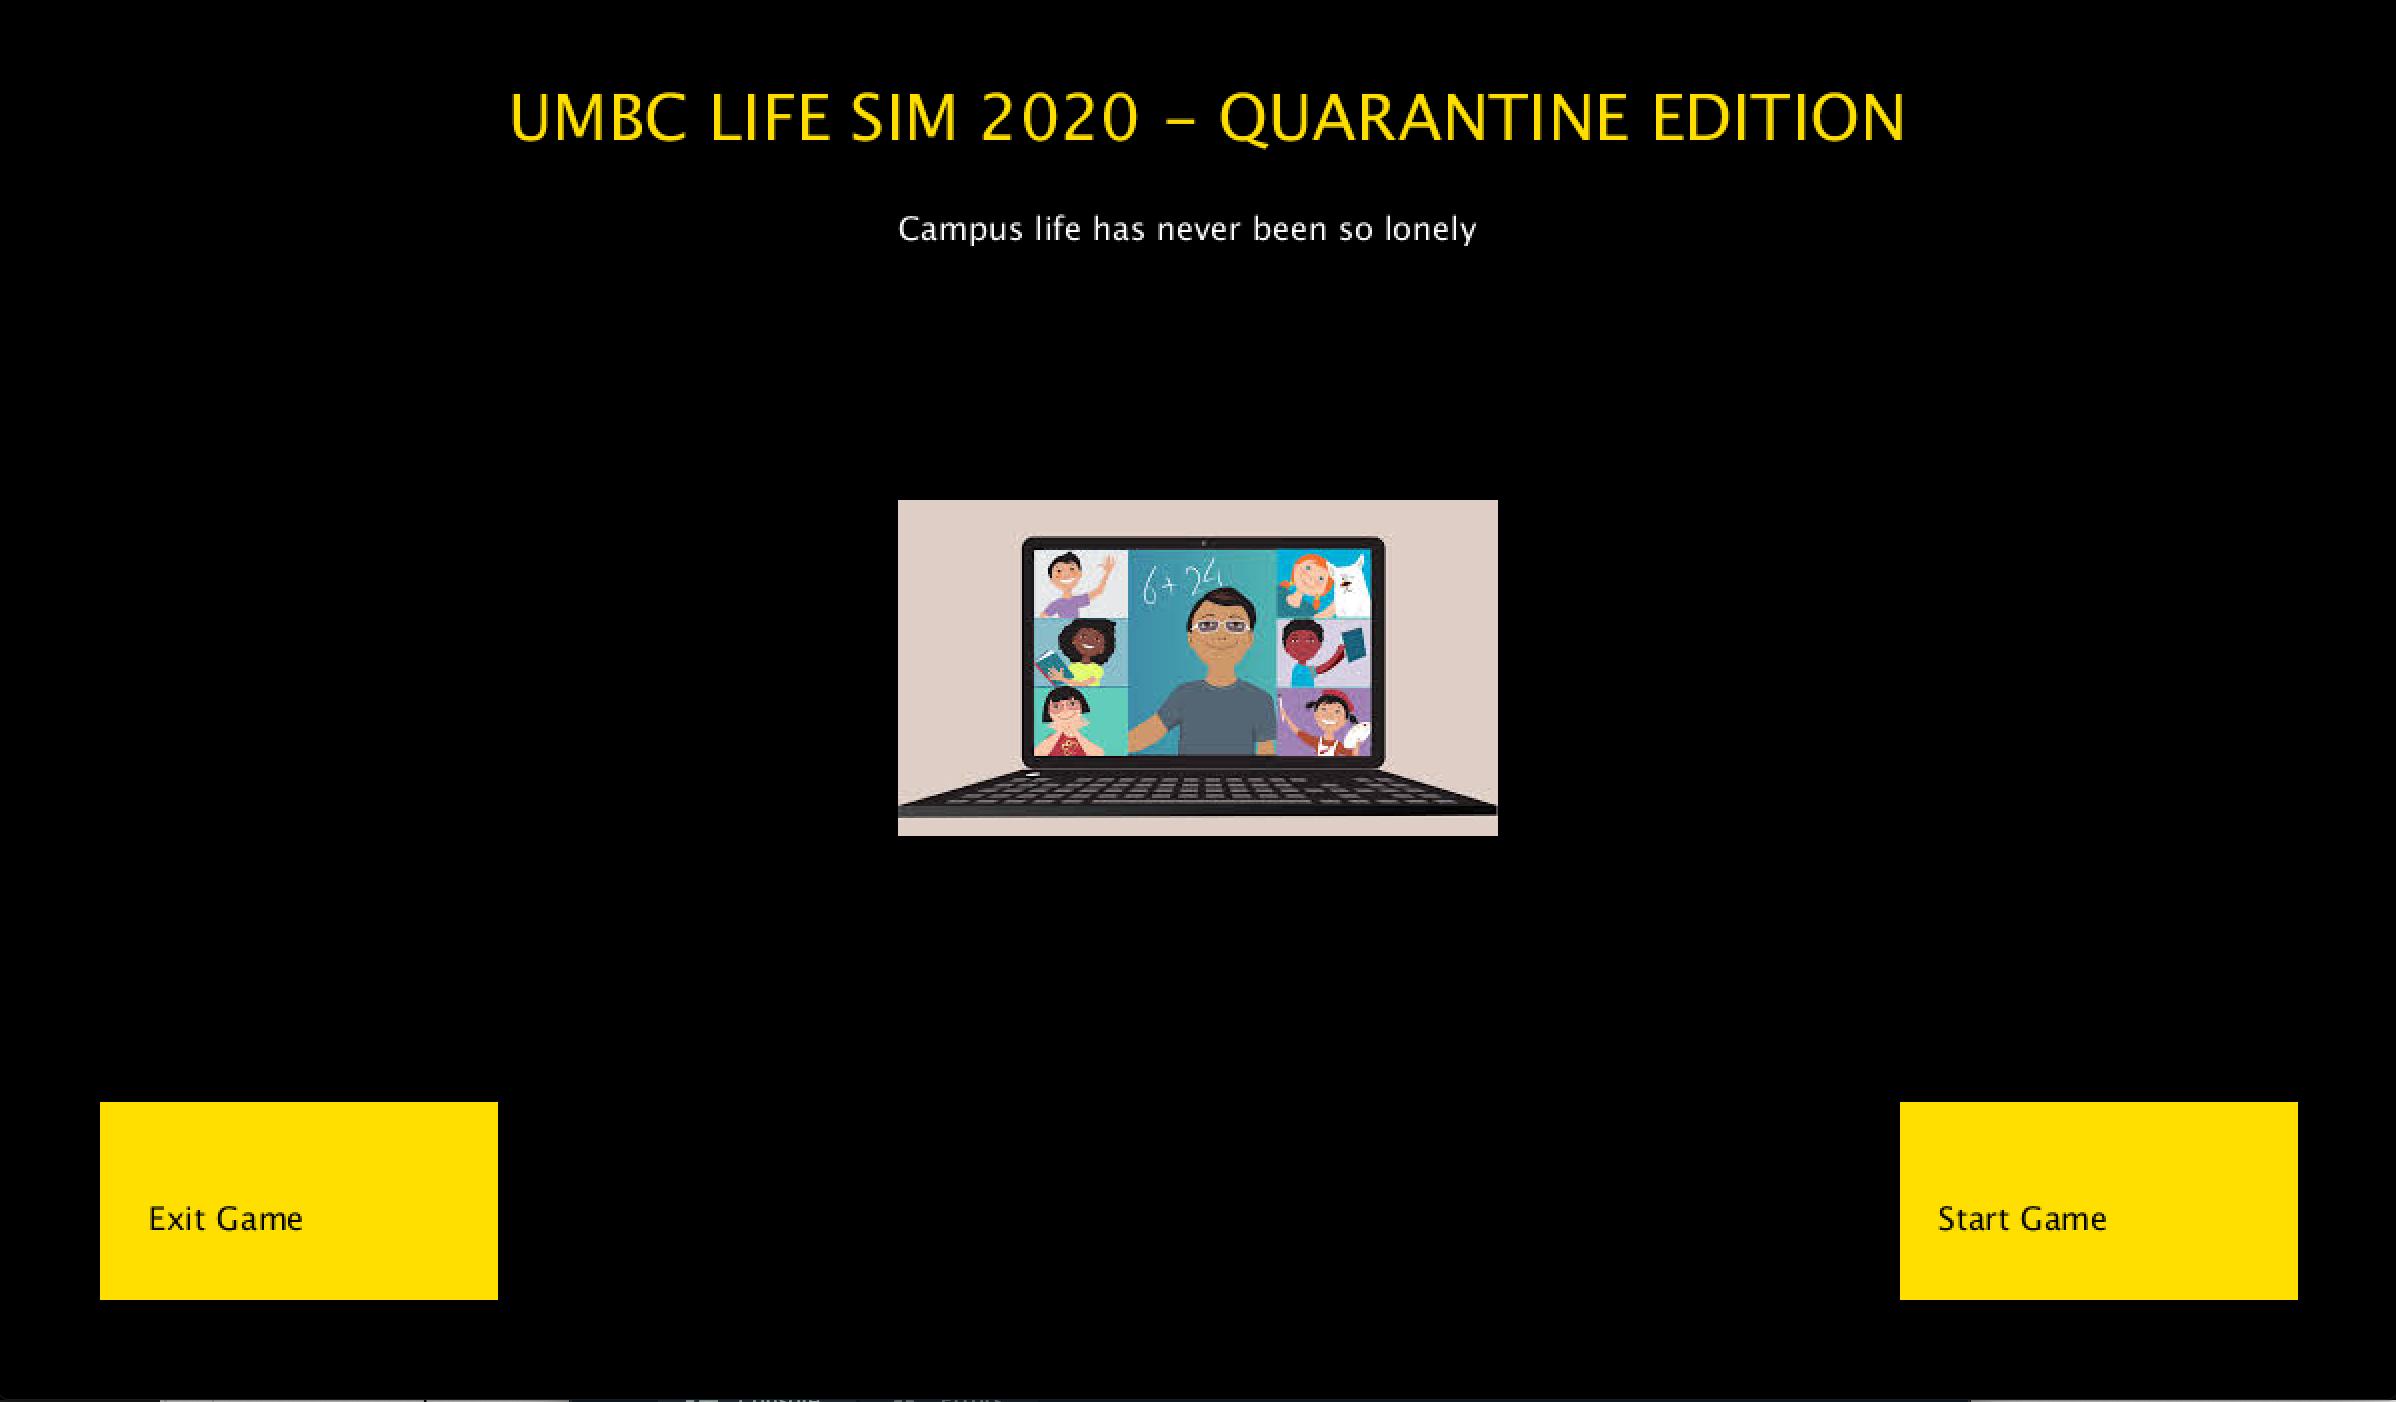 UMBC LIFE SIM 2020 – QUARANTINE EDITION
Campus life has never been so lonely
6+ 24
Exit Game
Start Game